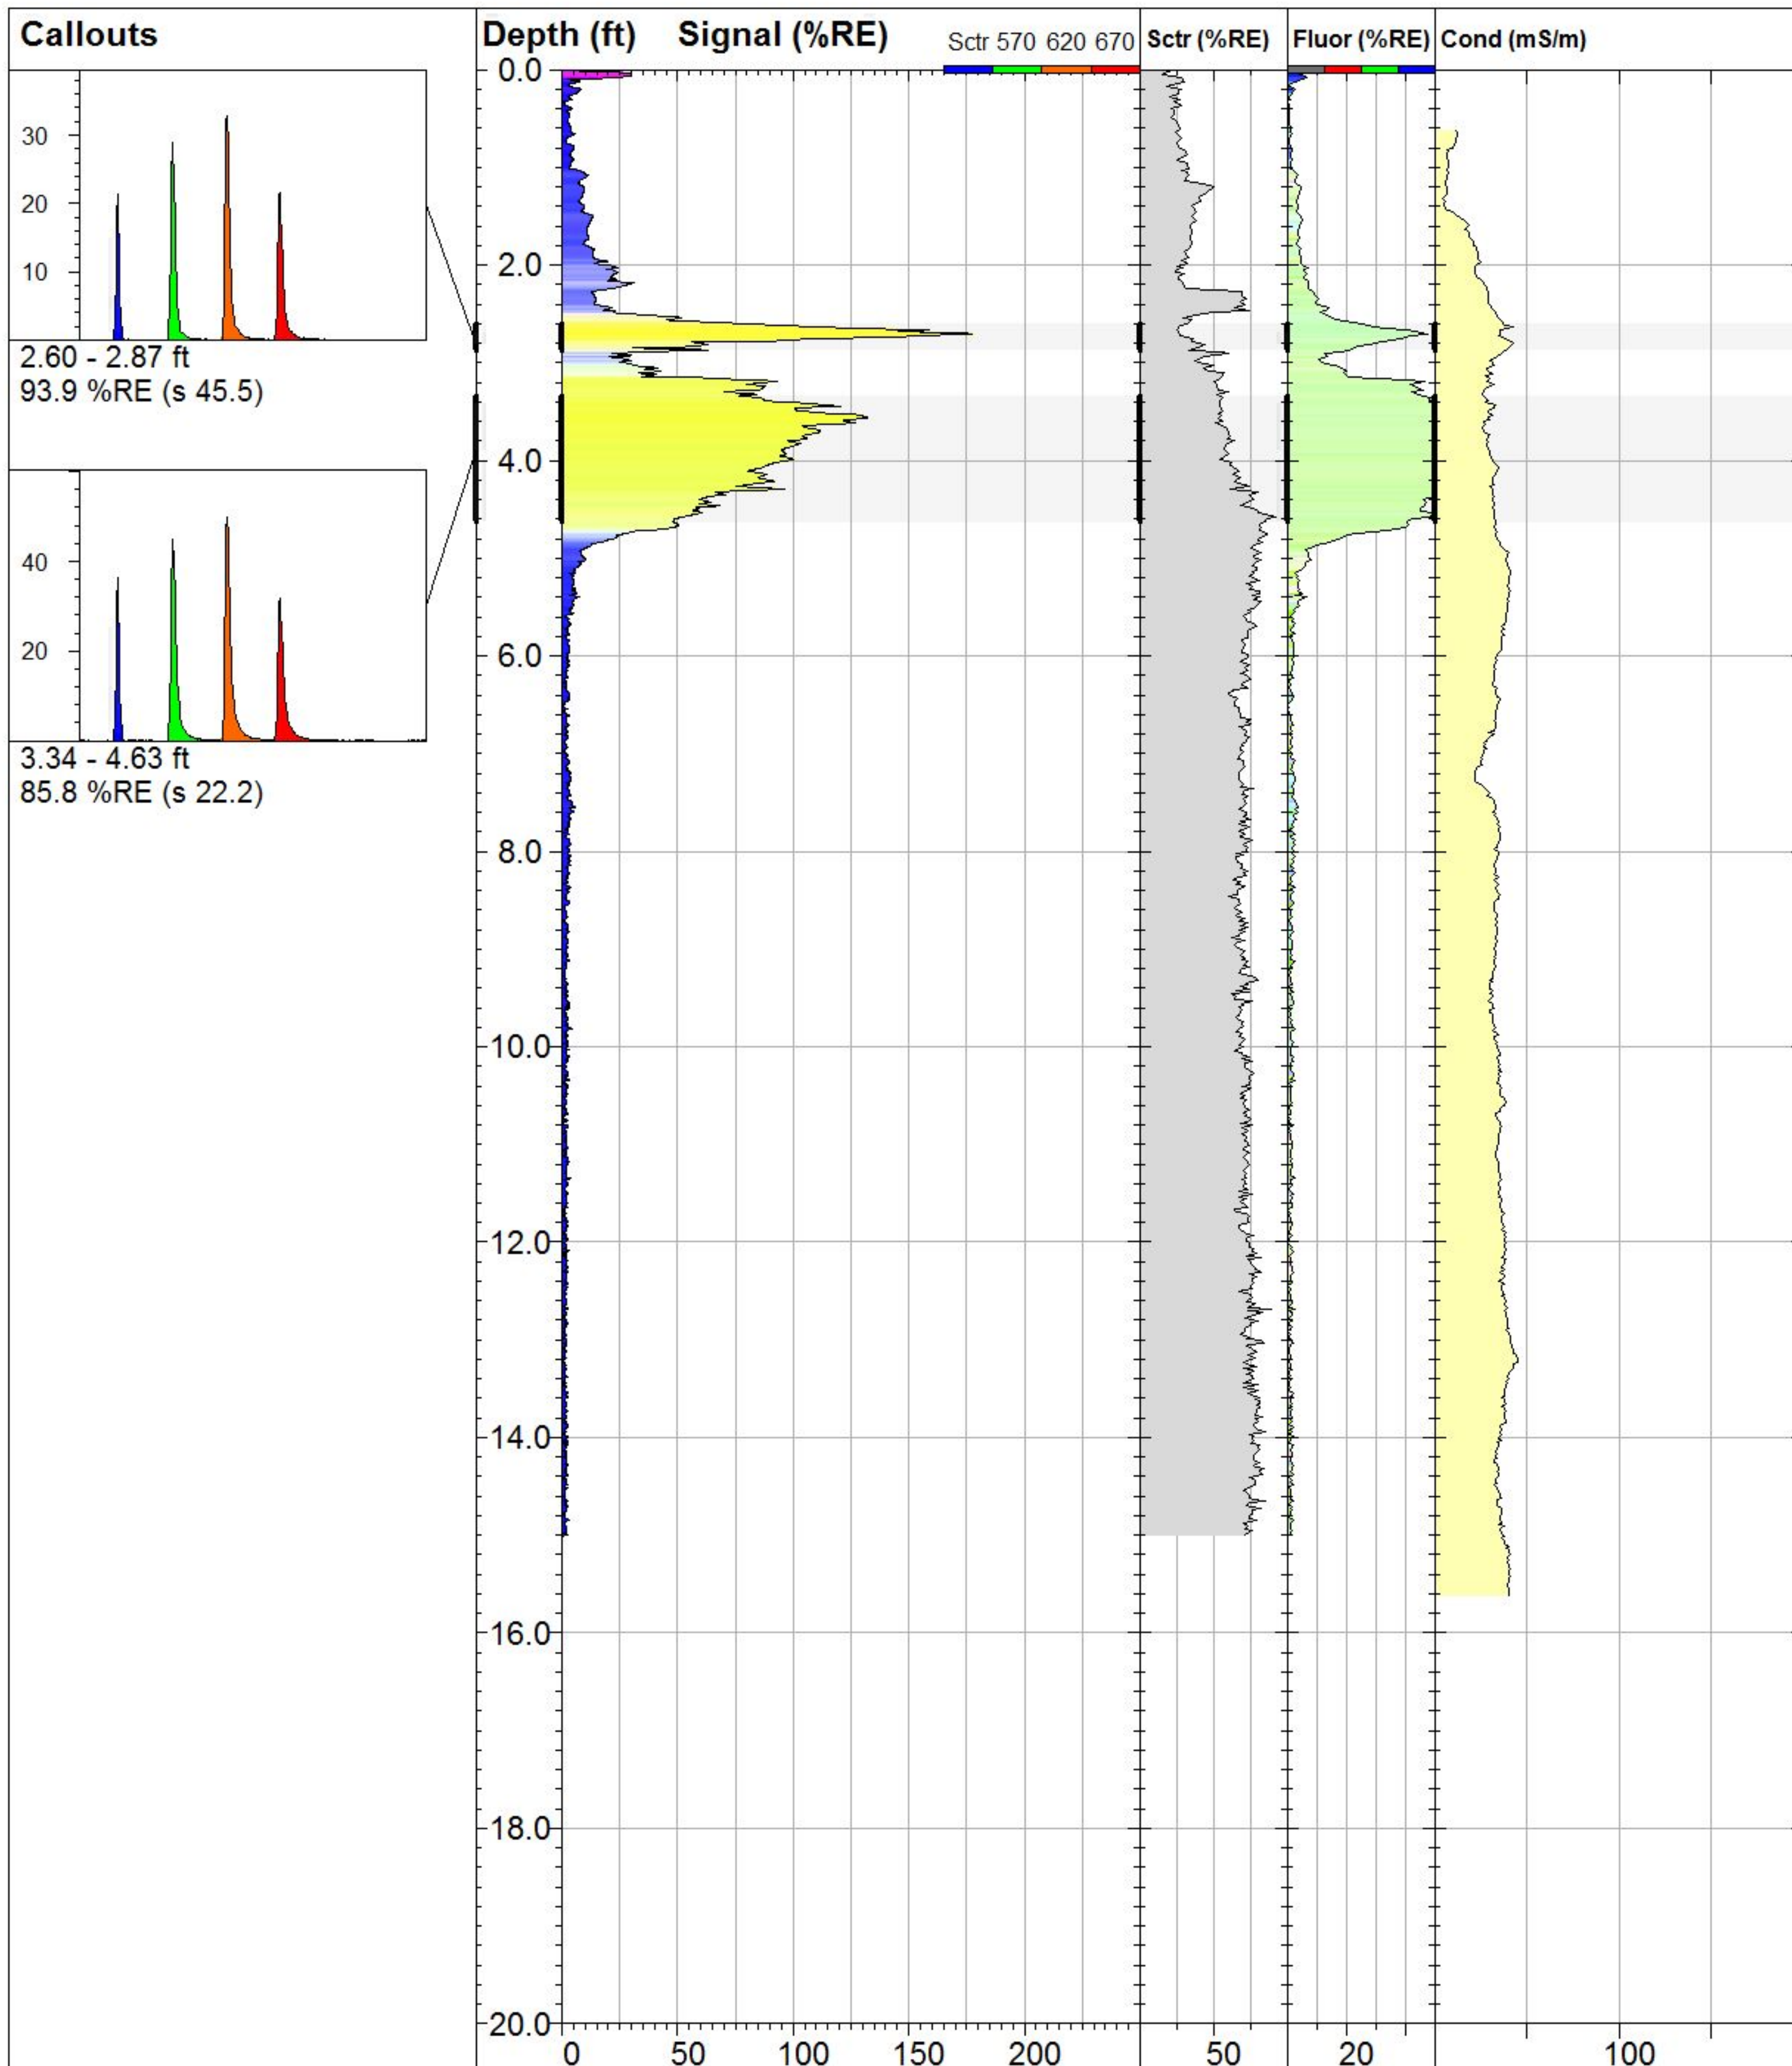 Callouts
Depth (ft) Signal (%RE) Sctr 570 620 670 Sctr (%RE) Fluor (%RE) Cond (mS/m)
30
20
10
2.60 - 2.87 ft
93.9 %RE (s 45.5)
40
20
3.34 - 4.63 ft
85.8 %RE (s 22.2)
0.0
2.0
4.0
6.0
8.0
10.0
12.0
14.0
16.0
18.0
20.0
0 50 100 150 200 50 20 100